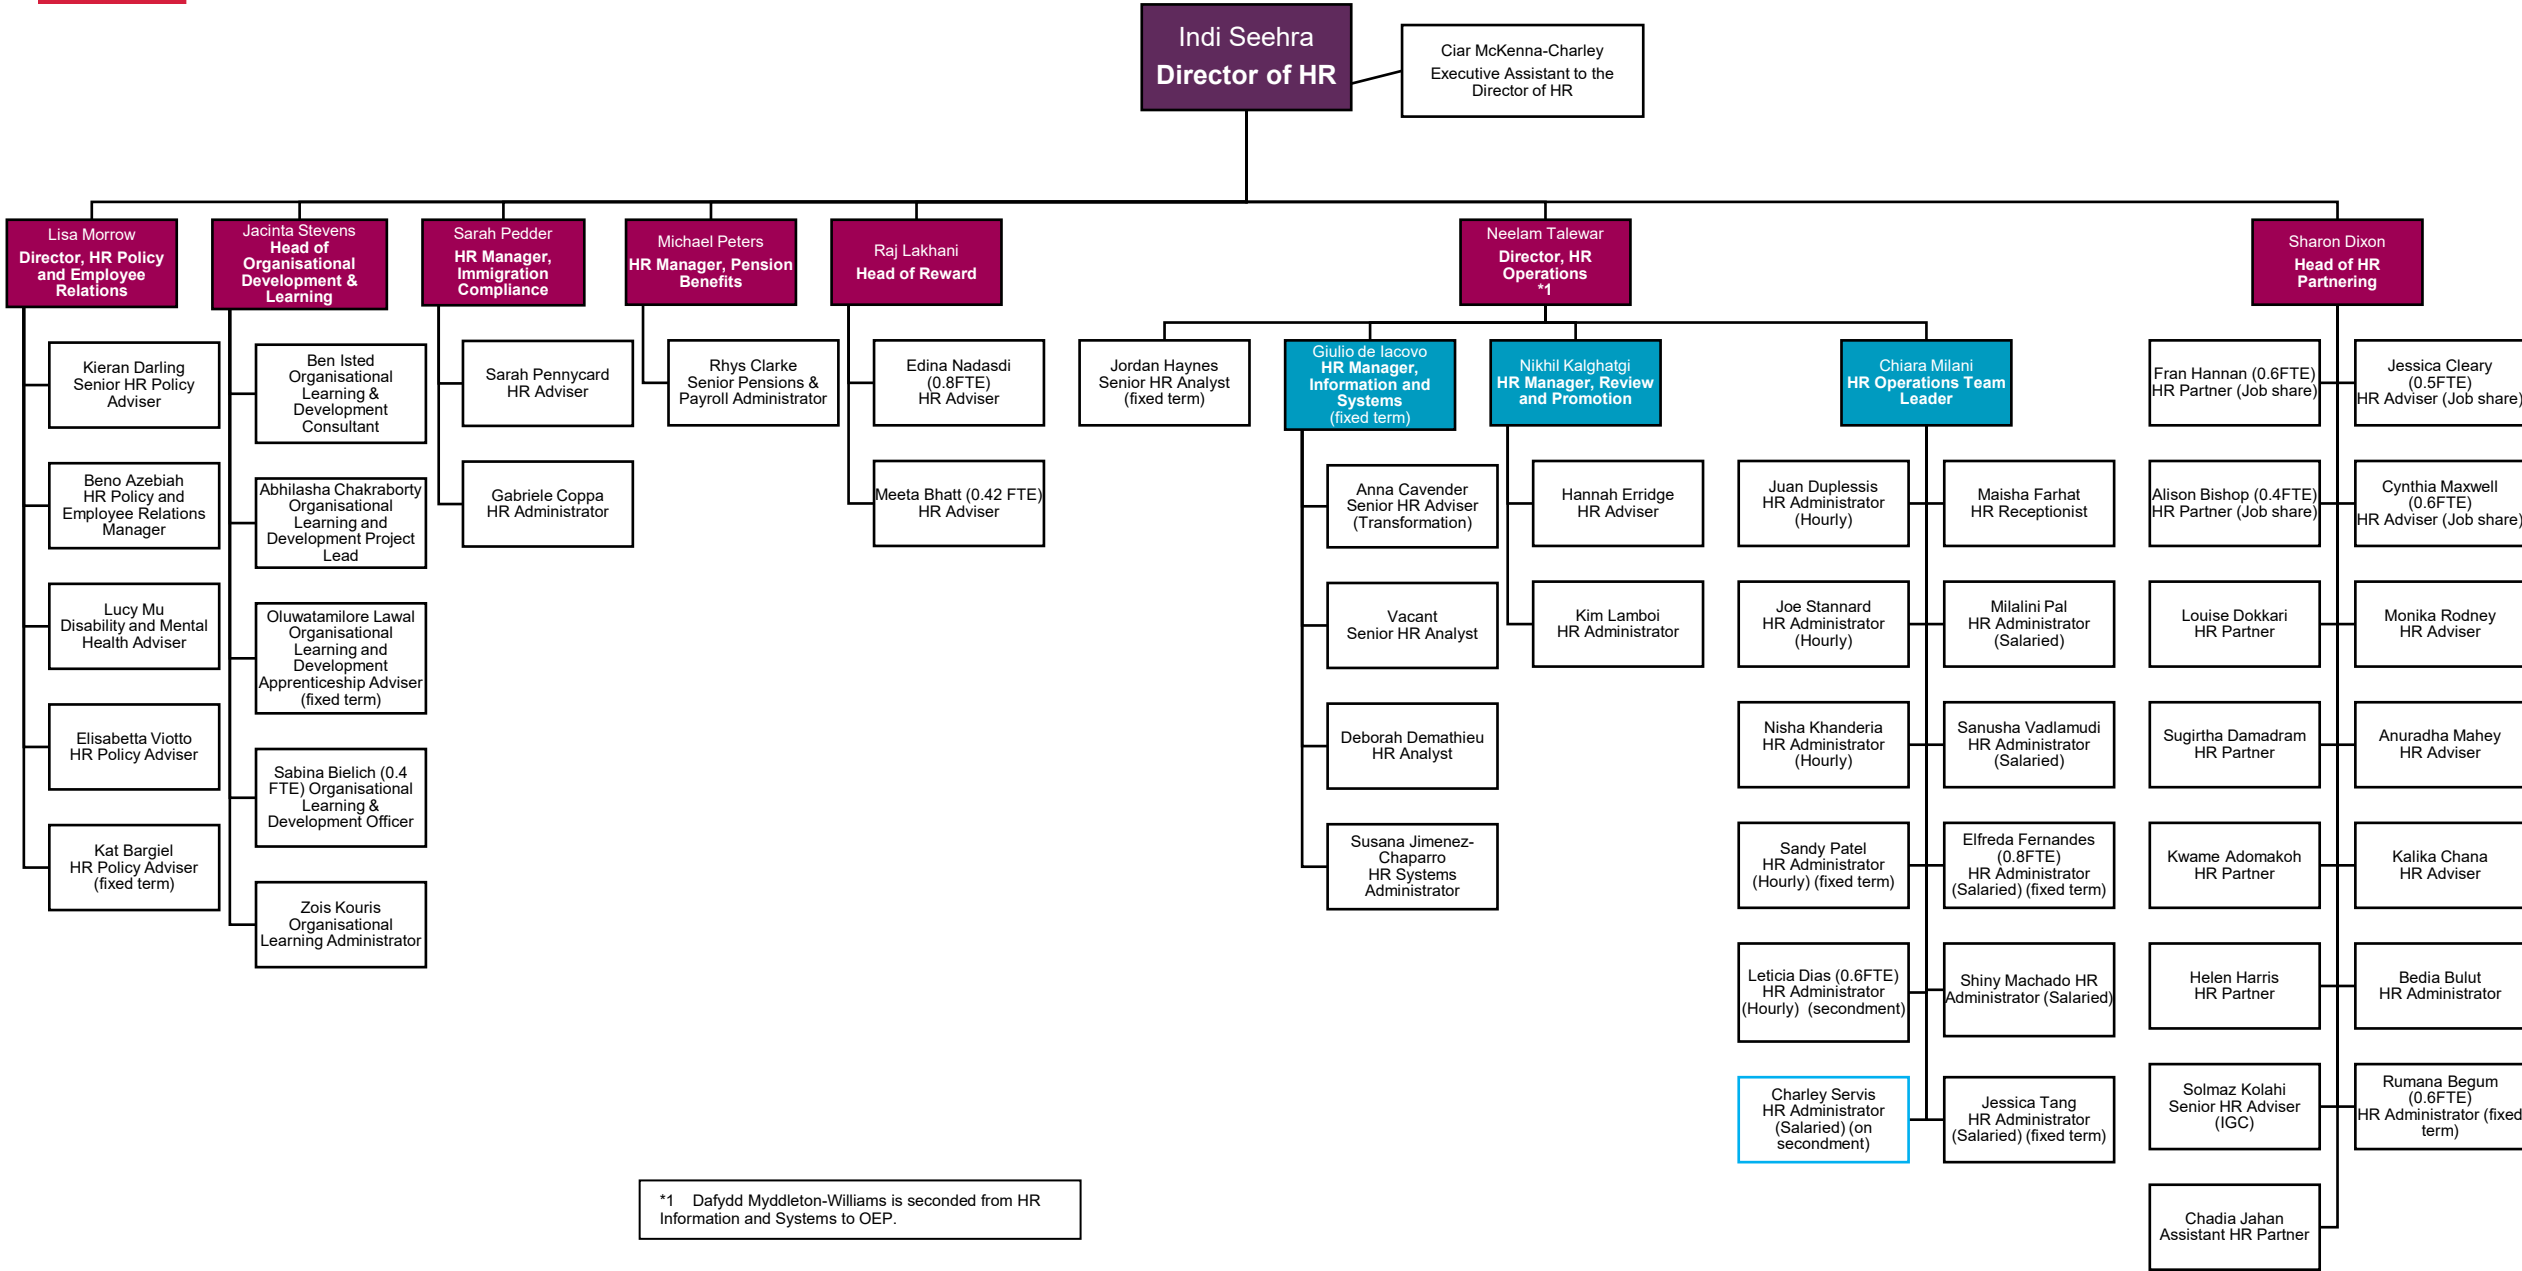 Indi Seehra
Director of HR
Ciar McKenna-Charley
Executive Assistant to the
Director of HR
Lisa Morrow
Director, HR Policy
and Employee
Relations
Jacinta Stevens
Head of
Organisational
Development &
Learning
Sarah Pedder
HR Manager,
Immigration
Compliance
Michael Peters
HR Manager, Pension
Benefits
Raj Lakhani
Head of Reward
Neelam Talewar
Director, HR
Operations
*1
Sharon Dixon
Head of HR
Partnering
Kieran Darling
Senior HR Policy
Adviser
Beno Azebiah
HR Policy and
Employee Relations
Manager
Lucy Mu
Disability and Mental
Health Adviser
Elisabetta Viotto
HR Policy Adviser
Kat Bargiel
HR Policy Adviser
(fixed term)
Ben Isted
Organisational
Learning &
Development
Consultant
Abhilasha Chakraborty
Organisational
Learning and
Development Project
Lead
Oluwatamilore Lawal
Organisational
Learning and
Development
Apprenticeship Adviser
(fixed term)
Sabina Bielich (0.4
FTE) Organisational
Learning &
Development Officer
Zois Kouris
Organisational
Learning Administrator
Sarah Pennycard
HR Adviser
Gabriele Coppa
HR Administrator
Rhys Clarke
Senior Pensions &
Payroll Administrator
Edina Nadasdi
(0.8FTE)
HR Adviser
Meeta Bhatt (0.42 FTE)
HR Adviser
Jordan Haynes
Senior HR Analyst
(fixed term)
Giulio de Iacovo
HR Manager,
Information and
Systems
(fixed term)
Anna Cavender
Senior HR Adviser
(Transformation)
Vacant
Senior HR Analyst
Deborah Demathieu
HR Analyst
Susana Jimenez-
Chaparro
HR Systems
Administrator
Nikhil Kalghatgi
HR Manager, Review
and Promotion
Hannah Erridge
HR Adviser
Kim Lamboi
HR Administrator
Chiara Milani
HR Operations Team
Leader
Juan Duplessis
HR Administrator
(Hourly)
Maisha Farhat
HR Receptionist
Joe Stannard
HR Administrator
(Hourly)
Milalini Pal
HR Administrator
(Salaried)
Nisha Khanderia
HR Administrator
(Hourly)
Sanusha Vadlamudi
HR Administrator
(Salaried)
Sandy Patel
HR Administrator
(Hourly) (fixed term)
Elfreda Fernandes
(0.8FTE)
HR Administrator
(Salaried) (fixed term)
Leticia Dias (0.6FTE)
HR Administrator
(Hourly) (secondment)
Shiny Machado HR
Administrator (Salaried)
Charley Servis
HR Administrator
(Salaried) (on
secondment)
Jessica Tang
HR Administrator
(Salaried) (fixed term)
Fran Hannan (0.6FTE)
HR Partner (Job share)
Jessica Cleary
(0.5FTE)
HR Adviser (Job share)
Alison Bishop (0.4FTE)
HR Partner (Job share)
Cynthia Maxwell
(0.6FTE)
HR Adviser (Job share)
Louise Dokkari
HR Partner
Monika Rodney
HR Adviser
Sugirtha Damadram
HR Partner
Anuradha Mahey
HR Adviser
Kwame Adomakoh
HR Partner
Kalika Chana
HR Adviser
Helen Harris
HR Partner
Bedia Bulut
HR Administrator
Solmaz Kolahi
Senior HR Adviser
(IGC)
Rumana Begum
(0.6FTE)
HR Administrator (fixed
term)
Chadia Jahan
Assistant HR Partner
*1 Dafydd Myddleton-Williams is seconded from HR
Information and Systems to OEP.